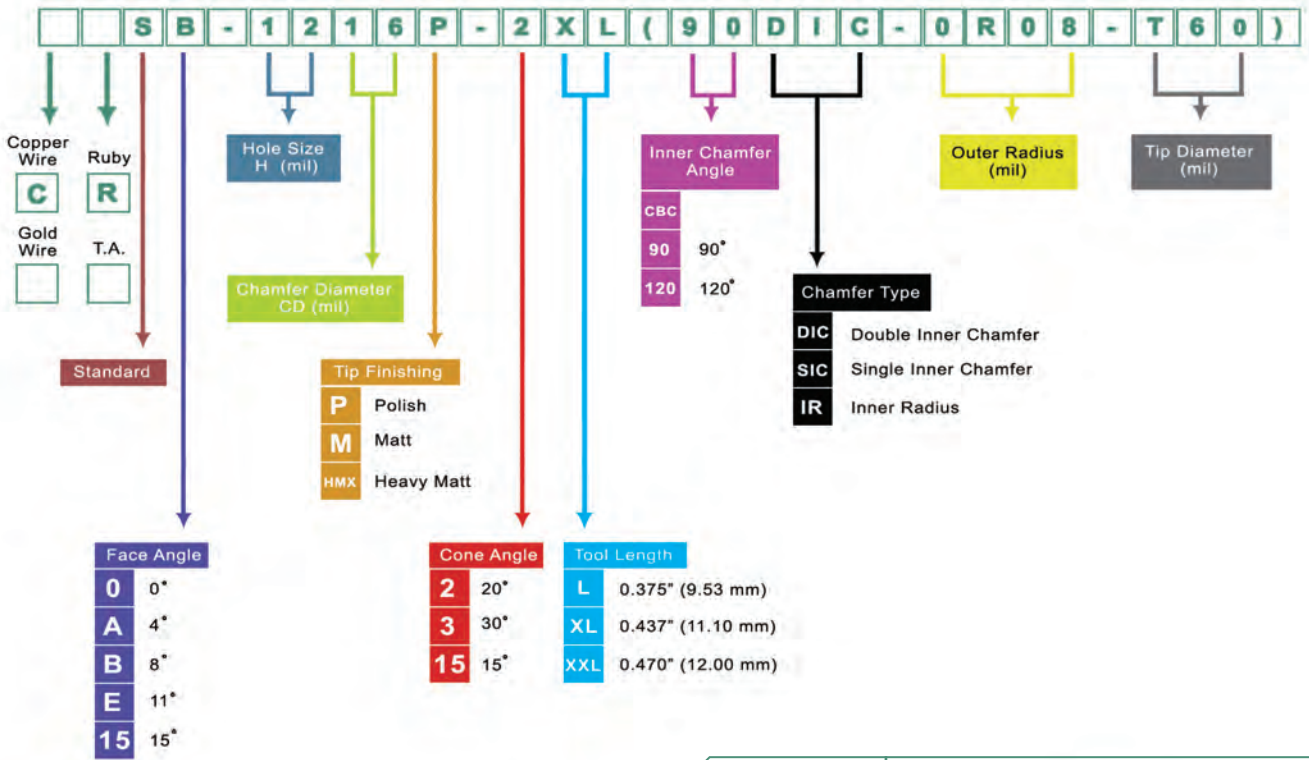 SB-1216P-2XL(90DIC-0R08-T60)
Copper Wire
Ruby
C
R
Gold Wire
T.A.
Hole Size
H (mil)
Chamfer Diameter
CD (mil)
Standard
Tip Finishing
P Polish
M Matt
HMX Heavy Matt
Inner Chamfer
Angle
CBC
90 90°
120 120°
Chamfer Type
DIC Double Inner Chamfer
SIC Single Inner Chamfer
IR Inner Radius
Outer Radius
(mil)
Tip Diameter
(mil)
Face Angle
0 0°
A 4°
B 8°
E 11°
15 15°
Cone Angle
2 20°
3 30°
15 15°
Tool Length
L 0.375" (9.53 mm)
XL 0.437" (11.10 mm)
XXL 0.470" (12.00 mm)